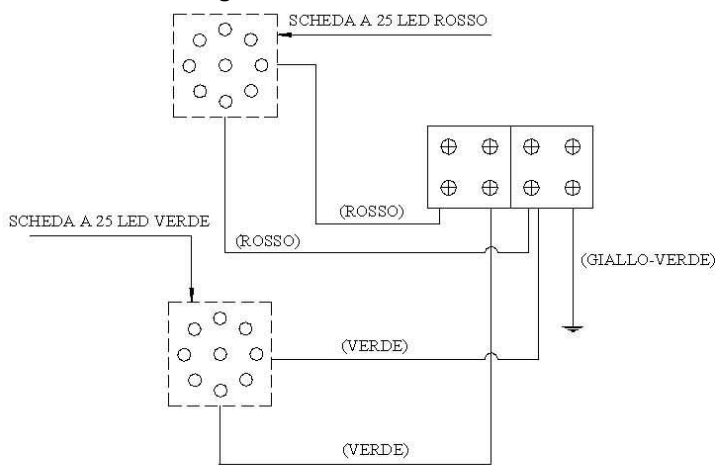 SCHEDA A 25 LED ROSSO
(ROSSO)
SCHEDA A 25 LED VERDE
(ROSSO)
(GIALLO-VERDE)
(VERDE)
(VERDE)